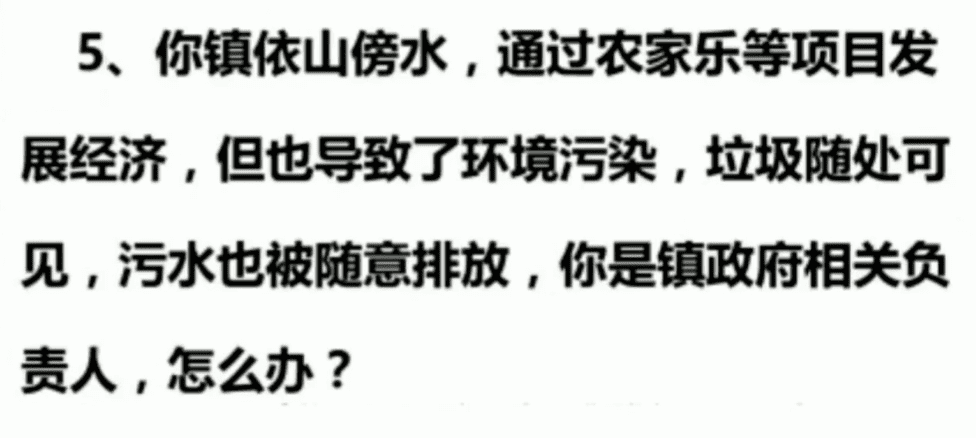 5、你镇依山傍水，通过农家乐等项目发
展经济，但也导致了环境污染，垃圾随处可
见，污水也被随意排放，你是镇政府相关负
责人，怎么办？